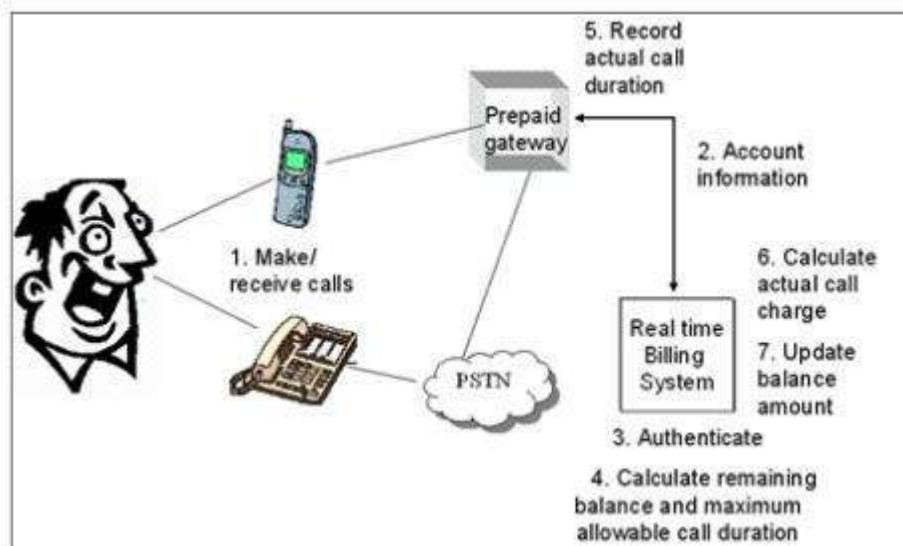 5. Record
actual call
duration
Prepaid
gateway
2. Account
information
1. Make/
receive calls
6. Calculate
actual call
charge
Real time
Billing
System
7. Update
balance
amount
PSTN
3. Authenticate
4. Calculate remaining
balance and maximum
allowable call duration